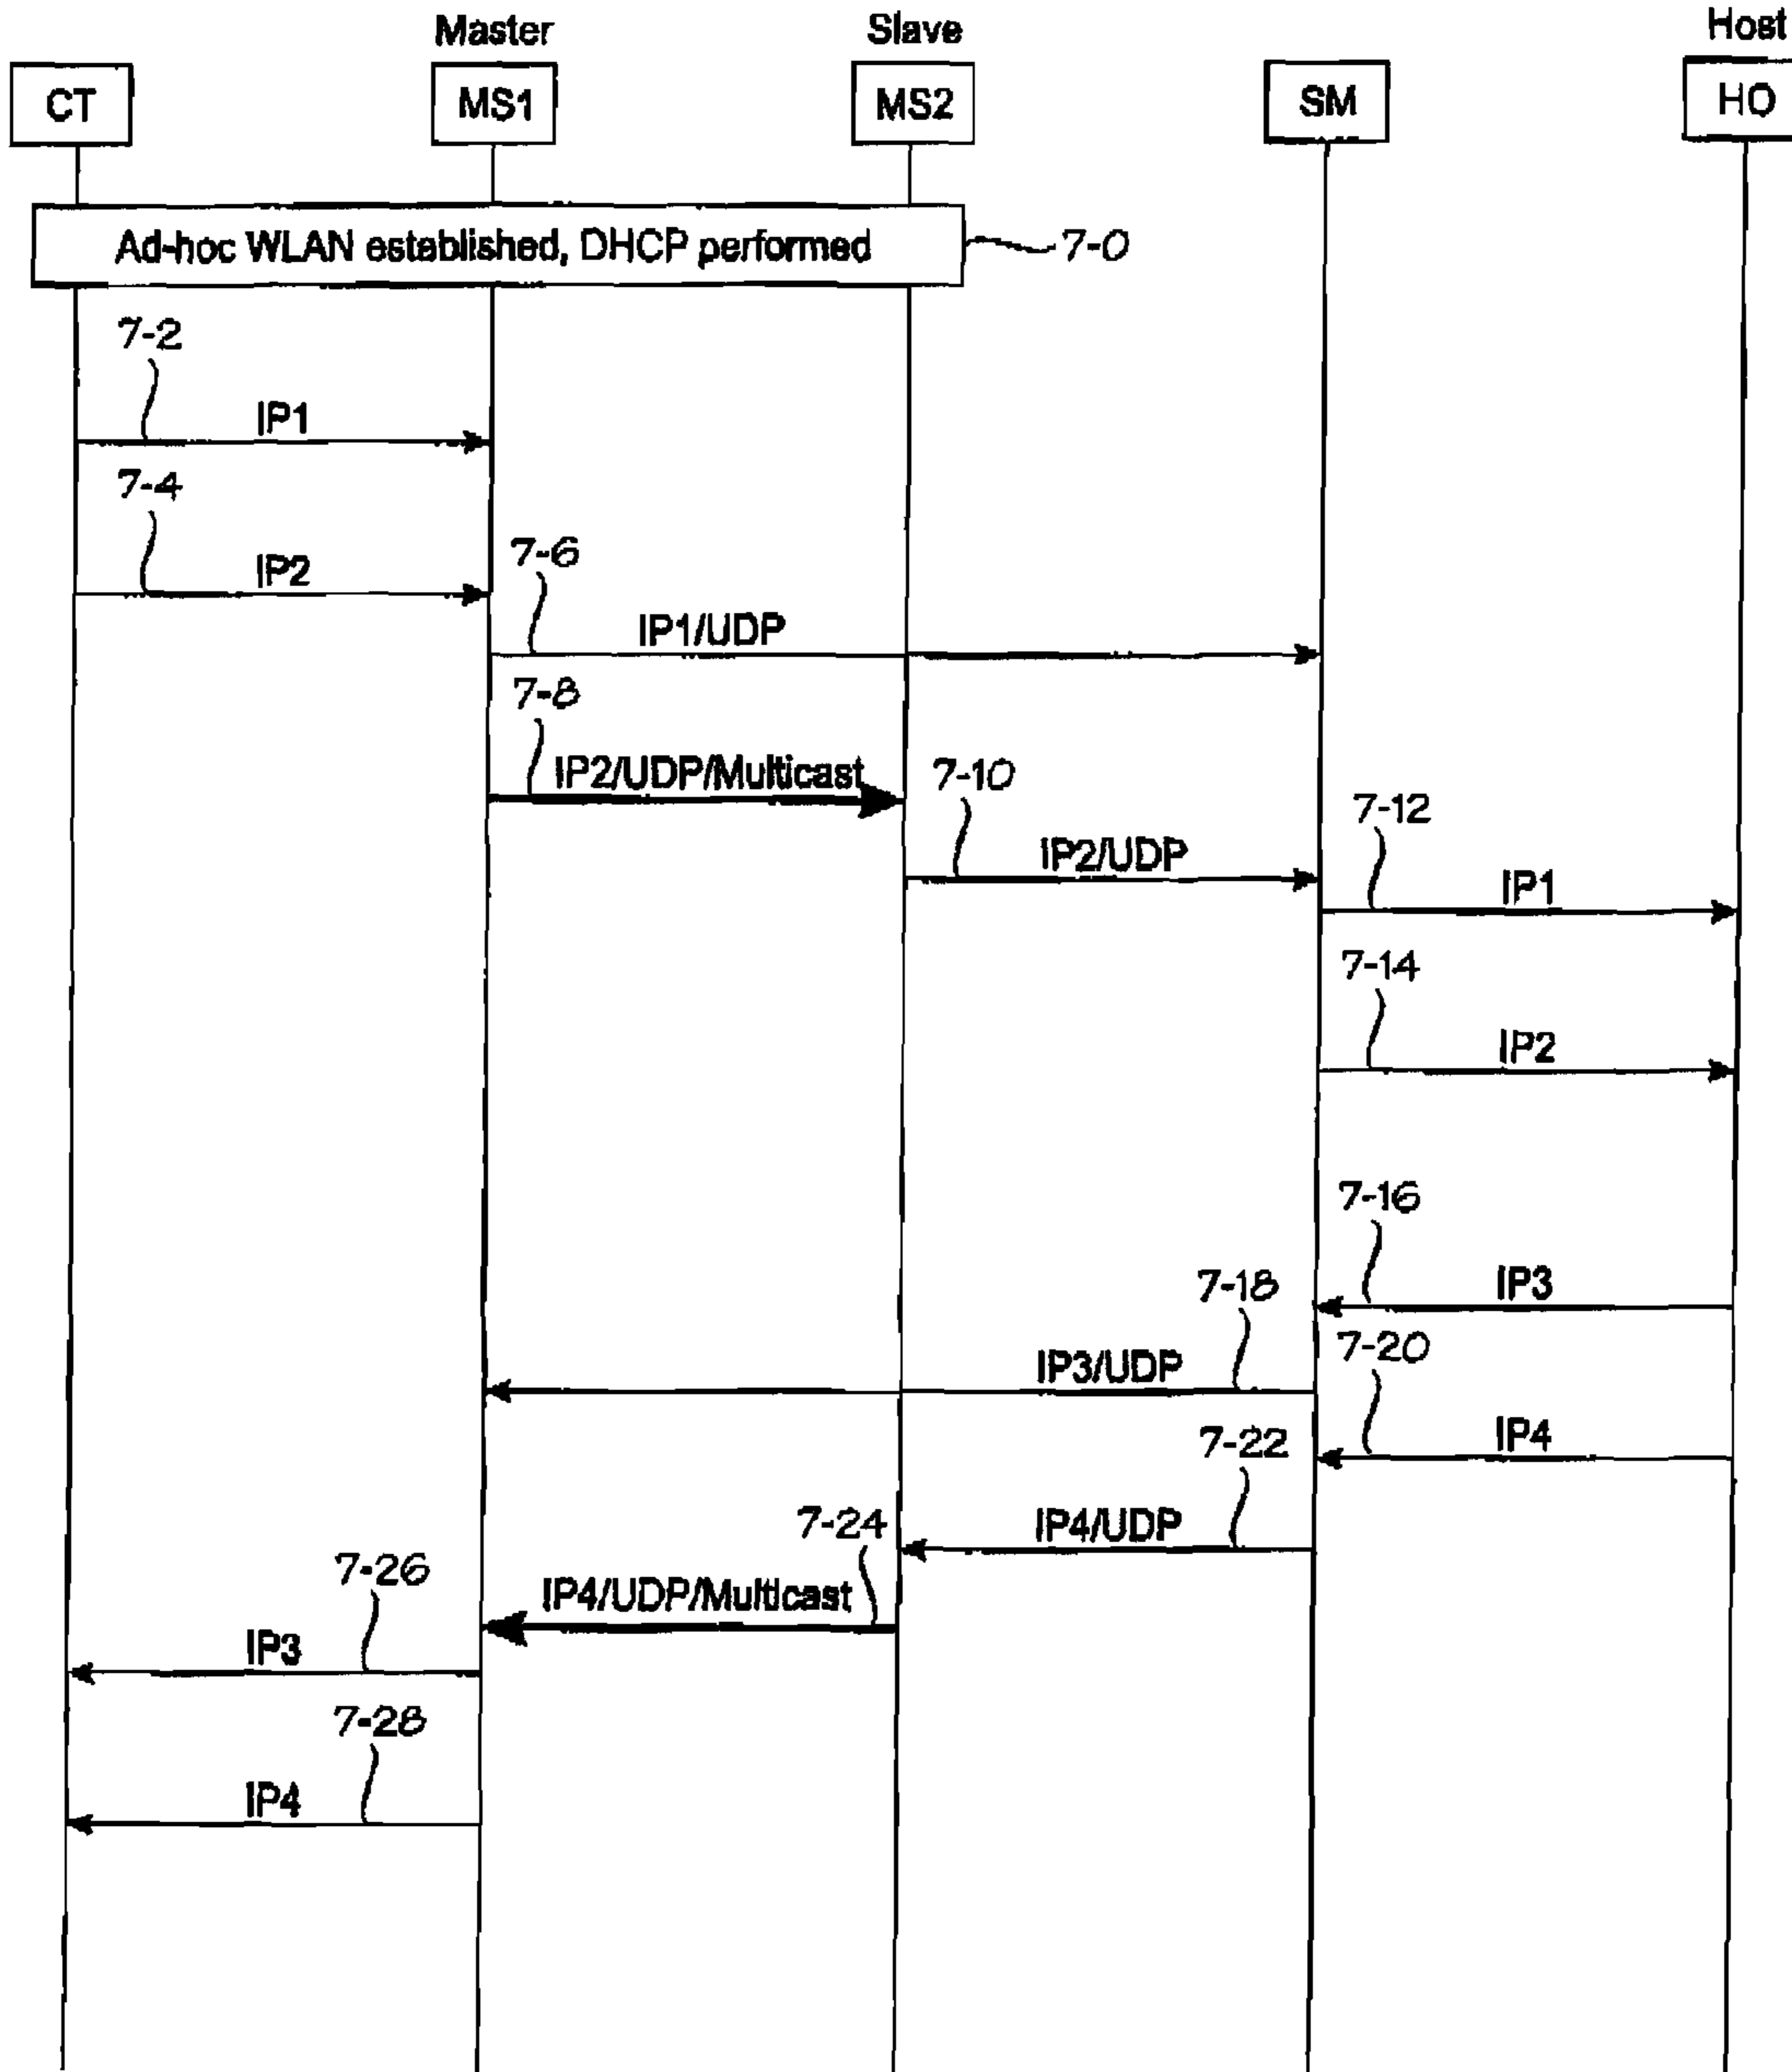 Master Slave Host
CT MS1 MS2 SM HO
Ad-hoc WLAN established, DHCP performed 7-0
7-2
IP1
7-4
IP2
7-6
IP1/UDP
7-8
IP2/UDP/Multicast
7-10
IP2/UDP
7-12
IP1
7-14
IP2
7-16
IP3
7-18
IP3/UDP
7-20
IP4
7-22
IP4/UDP
7-24
IP4/UDP/Multicast
7-26
IP3
7-28
IP4